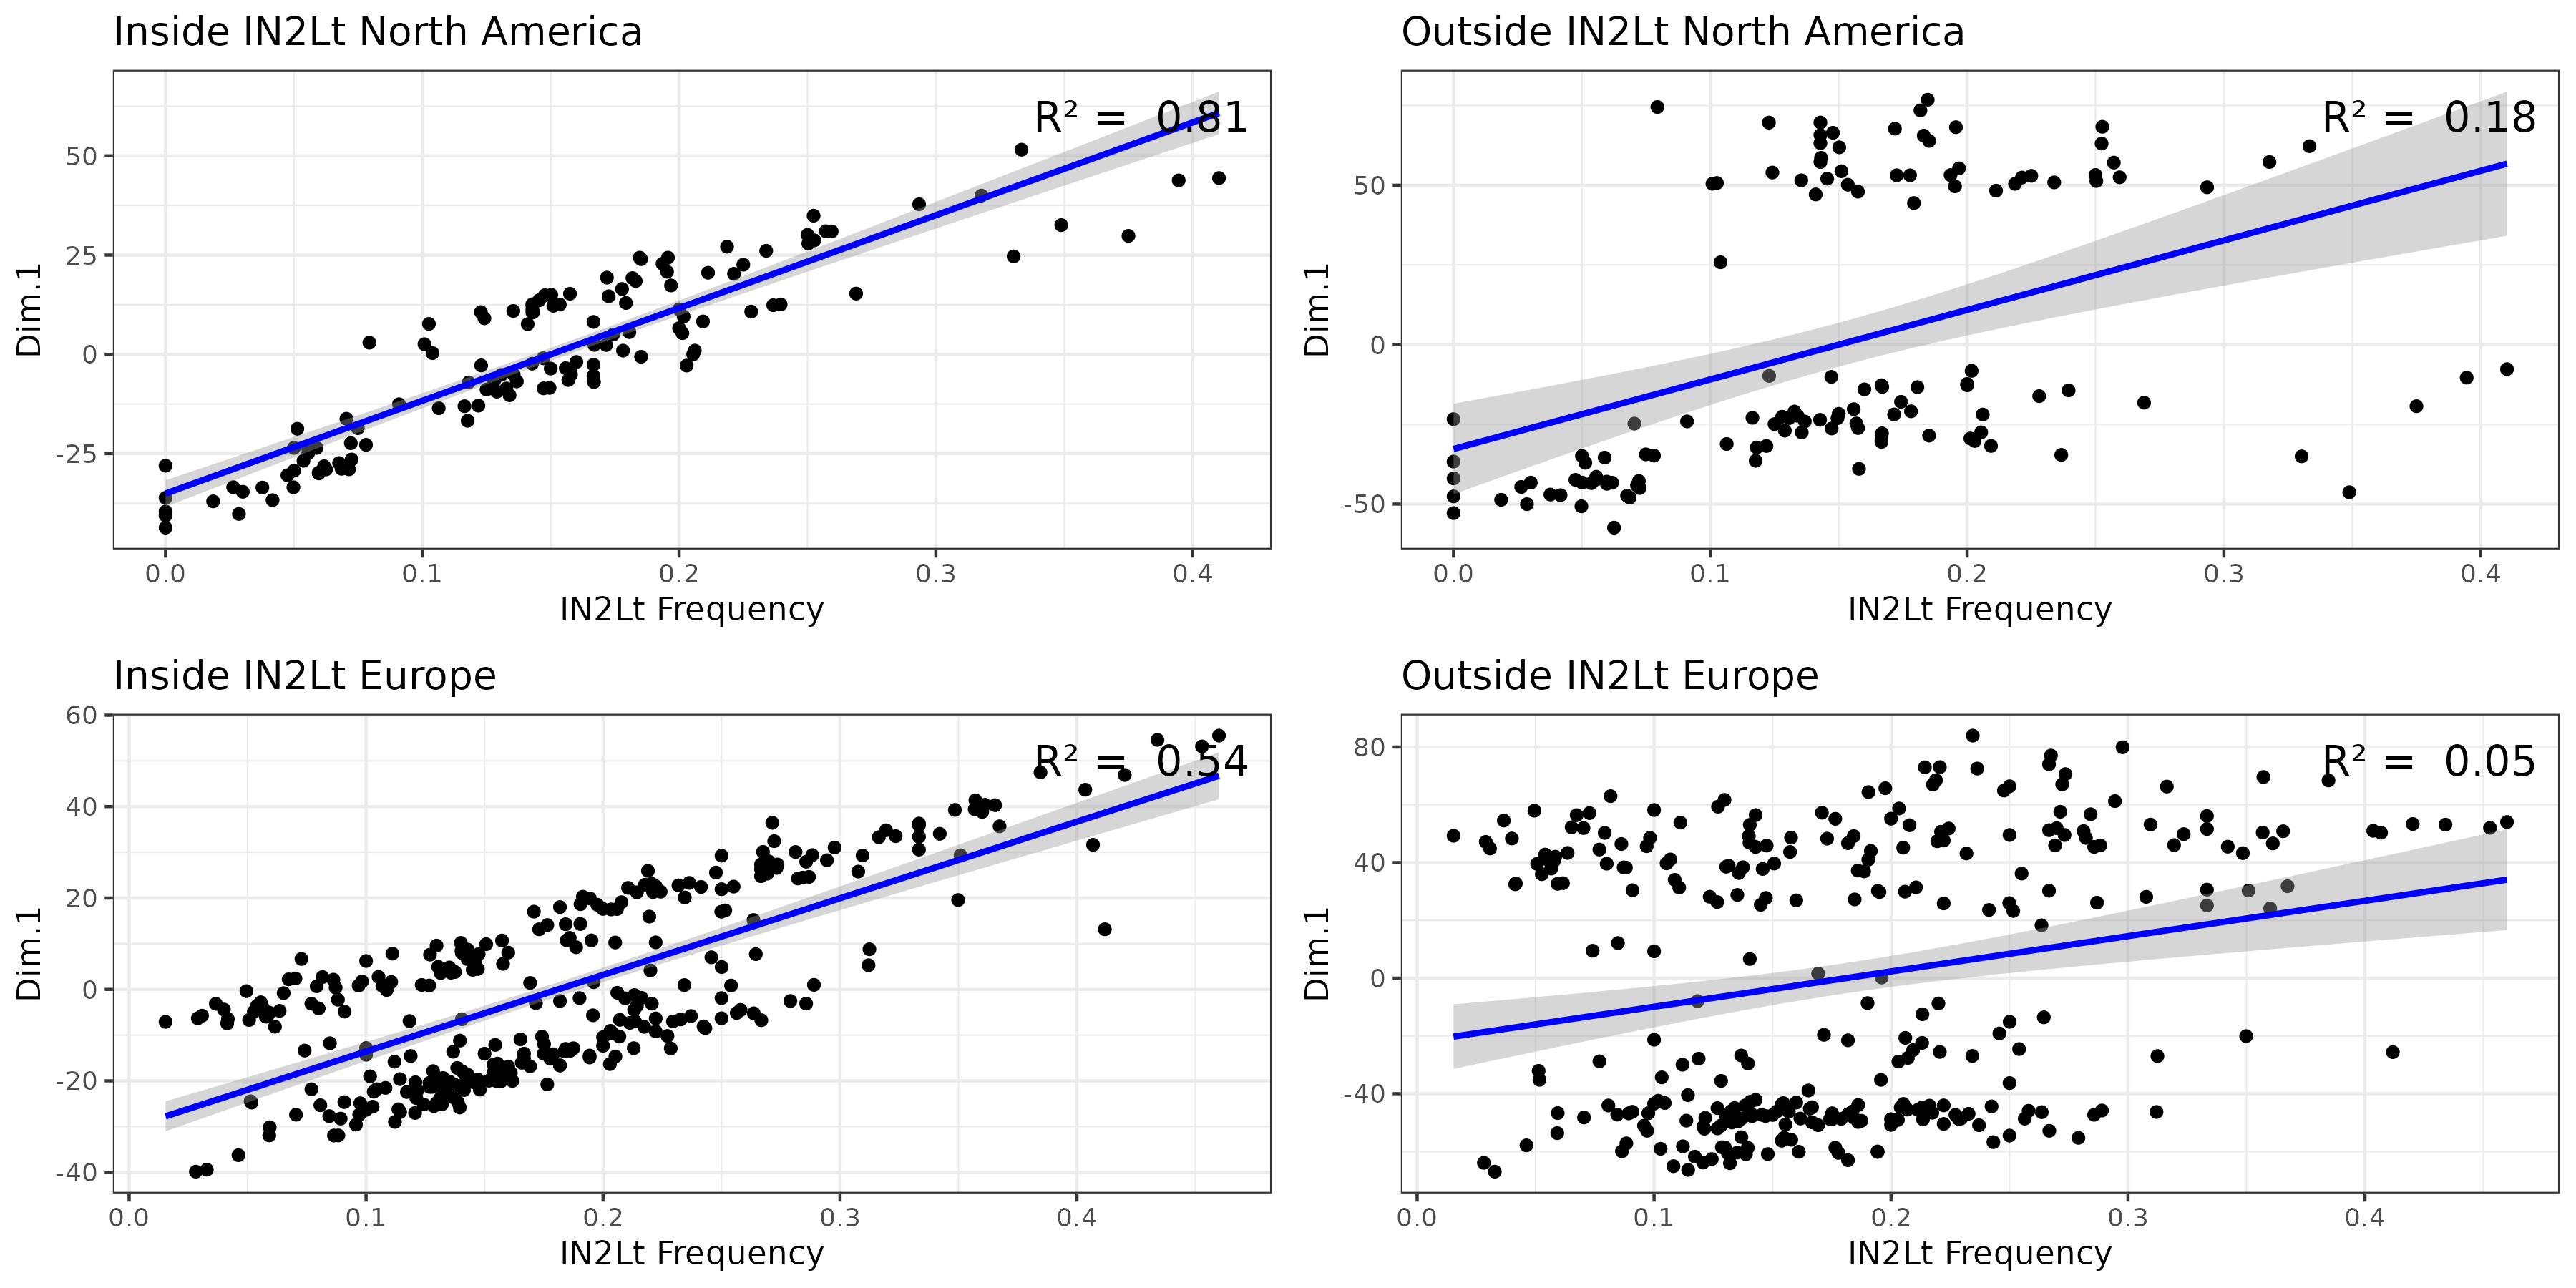 Inside IN2Lt North America
R² = 0.81
Dim.1
50
25
0
-25
0.0 0.1 0.2 0.3 0.4
IN2Lt Frequency
Outside IN2Lt North America
R² = 0.18
Dim.1
50
0
-50
0.0 0.1 0.2 0.3 0.4
IN2Lt Frequency
Inside IN2Lt Europe
R² = 0.54
Dim.1
60
40
20
0
-20
-40
0.0 0.1 0.2 0.3 0.4
IN2Lt Frequency
Outside IN2Lt Europe
R² = 0.05
Dim.1
80
40
0
-40
0.0 0.1 0.2 0.3 0.4
IN2Lt Frequency